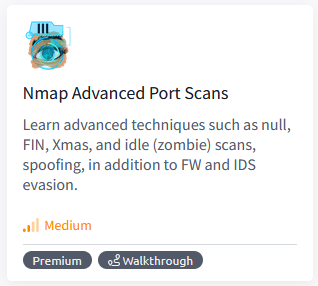 Nmap Advanced Port Scans
Learn advanced techniques such as null,
FIN, Xmas, and idle (zombie) scans,
spoofing, in addition to FW and IDS
evasion.
Medium
Premium
Walkthrough